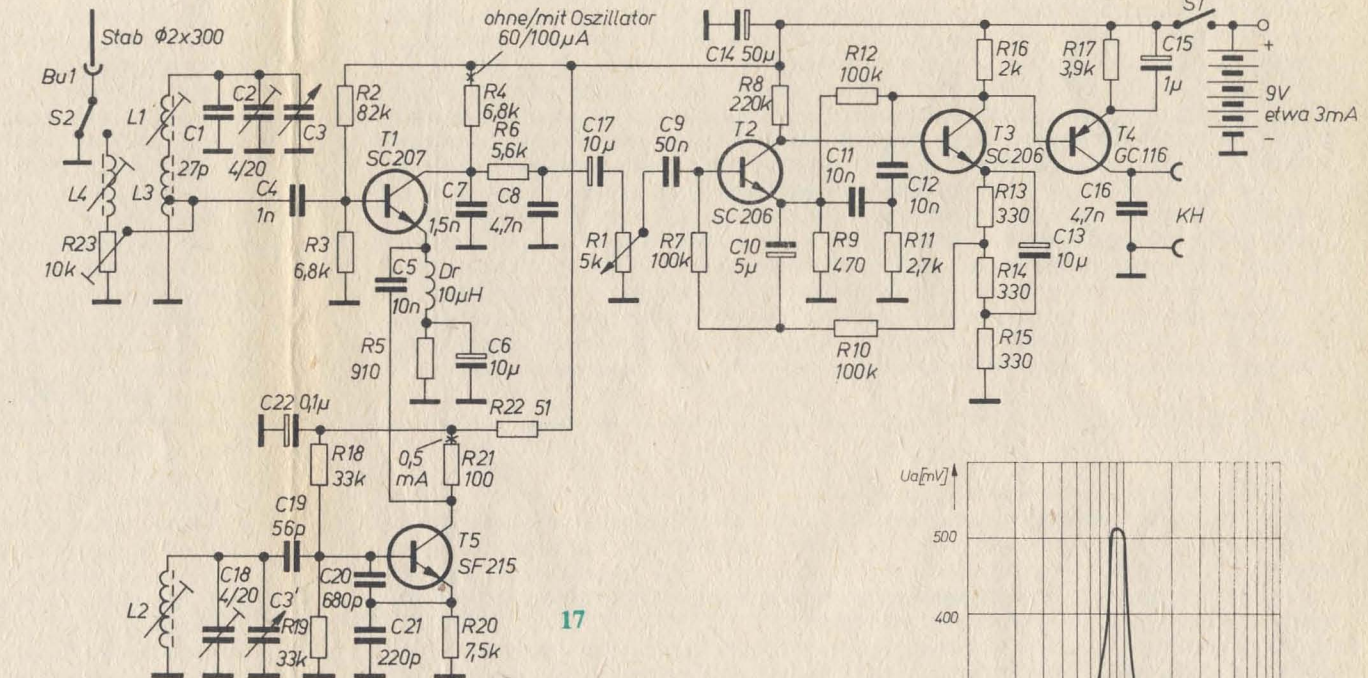 ohne/mit Oszillator
60/100µA
Stab Φ2x300
Bu1
S2
L1
C1
27p
C2
4/20
C3
L4
L3
R23
10k
C4
1n
R2
82k
R3
6,8k
T1
SC207
R4
6,8k
R6
5,6k
C7
1,5n
C8
4,7n
C17
10µ
C5
10n
Dr
10µH
R5
910
C6
10µ
R1
5k
C9
50n
R7
100k
C14 50µ
R8
220k
T2
SC206
C10
5µ
R12
100k
C11
10n
C12
10n
R9
470
R11
2,7k
R10
100k
R16
2k
T3
SC206
R13
330
R14
330
R15
330
C13
10µ
R17
3,9k
C15
1µ
T4
GC116
C16
4,7n
KH
S1
+
9V
etwa 3mA
−
C22 0,1µ
R22 51
R18
33k
0,5
mA
R21
100
C19
56p
T5
SF215
L2
C18
4/20
C3'
R19
33k
C20
680p
C21
220p
R20
7,5k
17
Ua[mV]
500
400